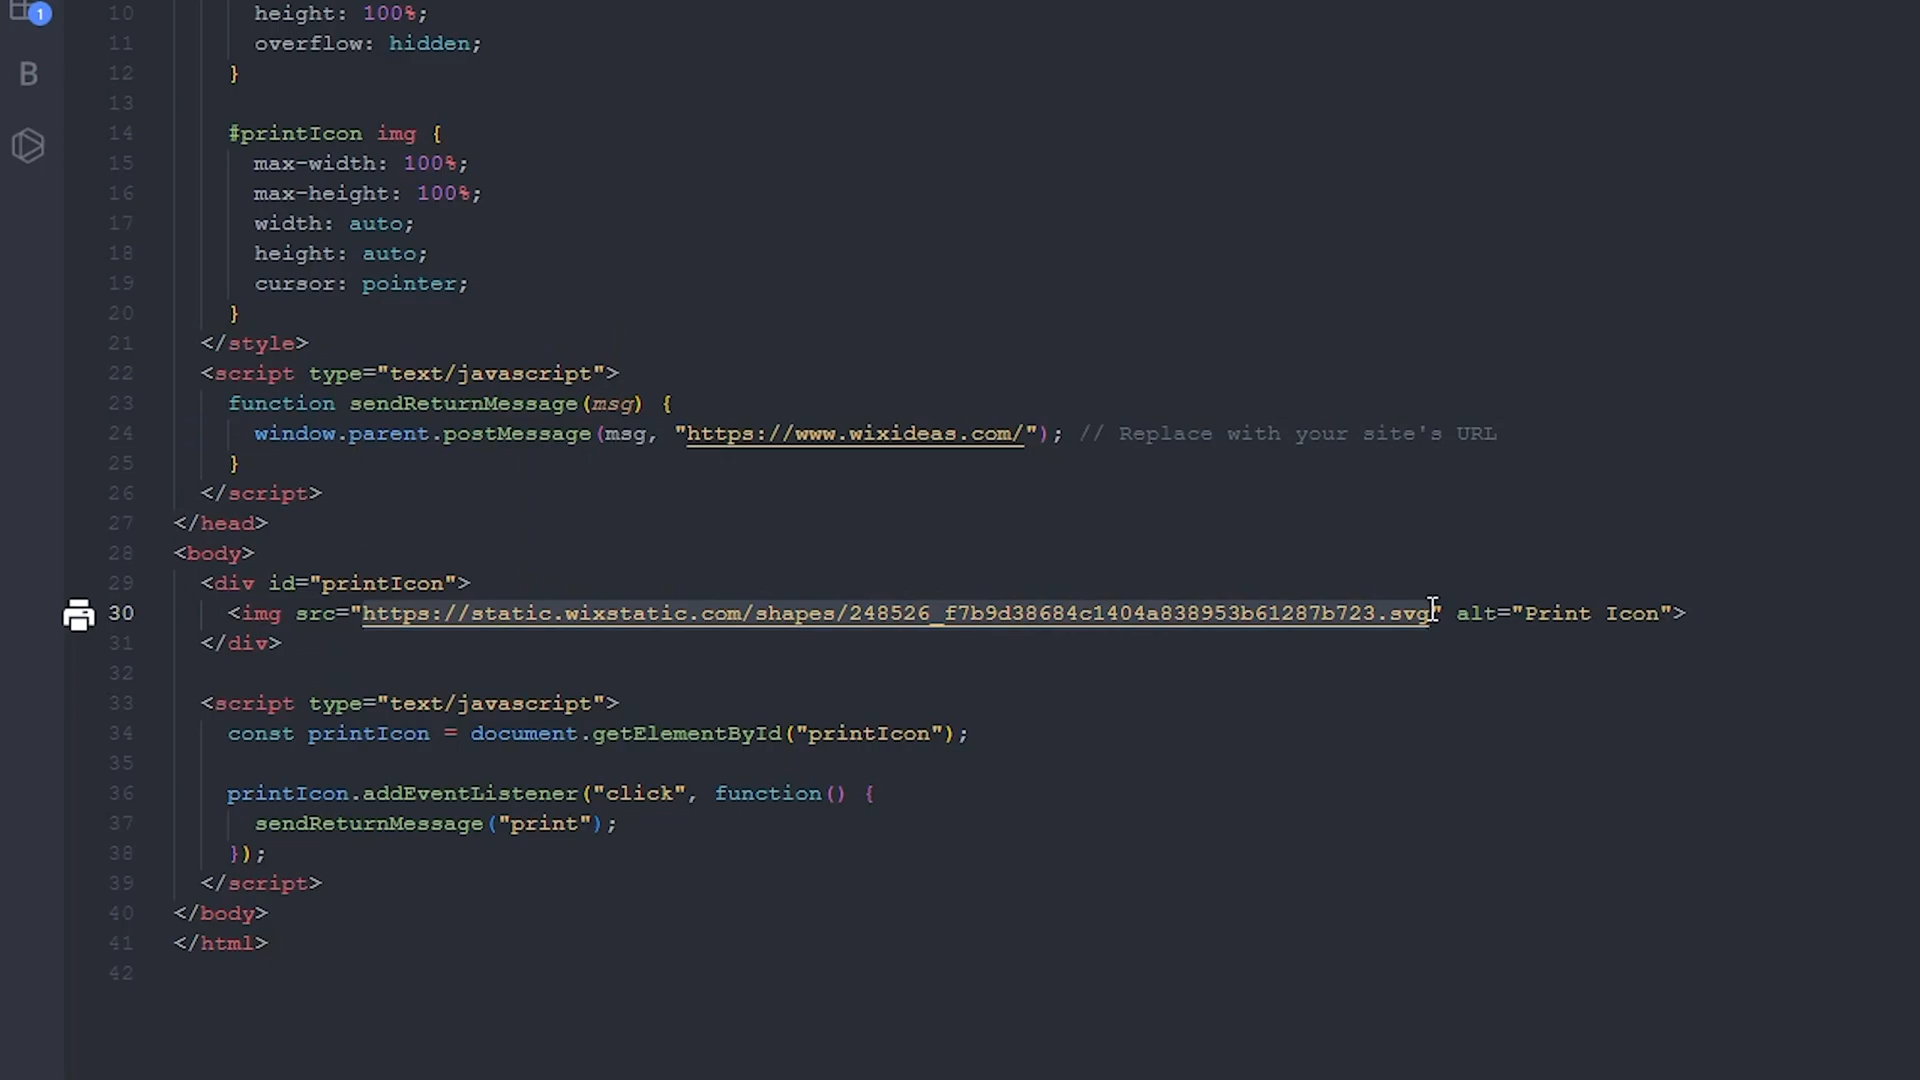 1
B
10 height: 100%;
11 overflow: hidden;
12 }
13
14 #printIcon img {
15 max-width: 100%;
16 max-height: 100%;
17 width: auto;
18 height: auto;
19 cursor: pointer;
20 }
21 </style>
22 <script type="text/javascript">
23 function sendReturnMessage(msg) {
24 window.parent.postMessage(msg, "https://www.wixideas.com/"); // Replace with your site's URL
25 }
26 </script>
27 </head>
28 <body>
29 <div id="printIcon">
30 <img src="https://static.wixstatic.com/shapes/248526_f7b9d38684c1404a838953b61287b723.svg" alt="Print Icon">
31 </div>
32
33 <script type="text/javascript">
34 const printIcon = document.getElementById("printIcon");
35
36 printIcon.addEventListener("click", function() {
37 sendReturnMessage("print");
38 });
39 </script>
40 </body>
41 </html>
42